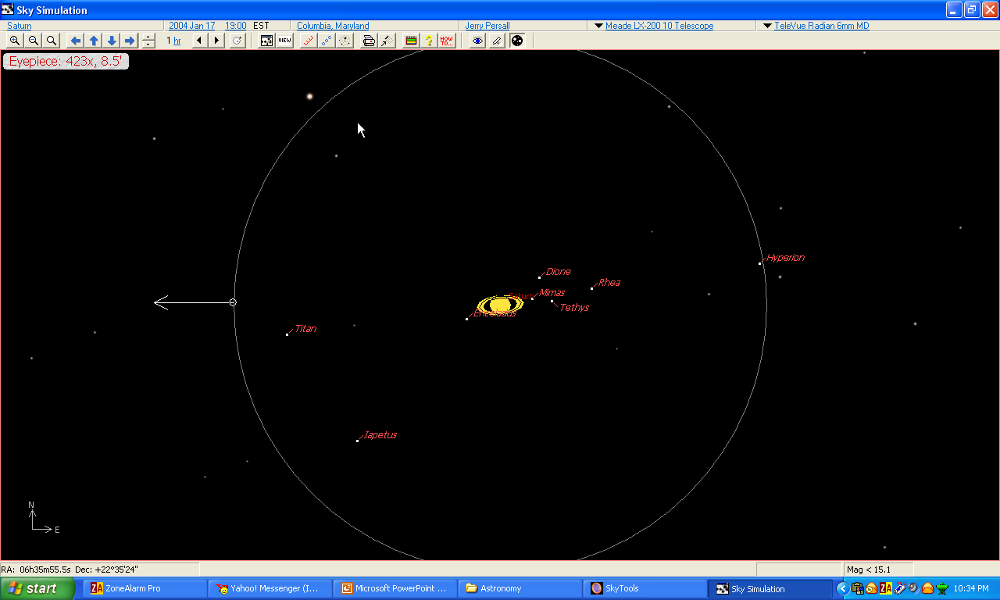 Sky Simulation
Saturn 2004 Jan 17 19:00 EST Columbia, Maryland Jerry Persall Meade LX-200 10 Telescope TeleVue Radian 6mm MD
1 hr VIEW HOW TO...
Eyepiece: 423x, 8.5'
Hyperion
Dione
Rhea
Saturn Mimas
Tethys
Enceladus
Titan
Iapetus
N
E
RA: 06h35m55.5s Dec: +22°35'24" Mag < 15.1
start ZA ZoneAlarm Pro Yahoo! Messenger (I... Microsoft PowerPoint ... Astronomy SkyTools Sky Simulation ZA 10:34 PM